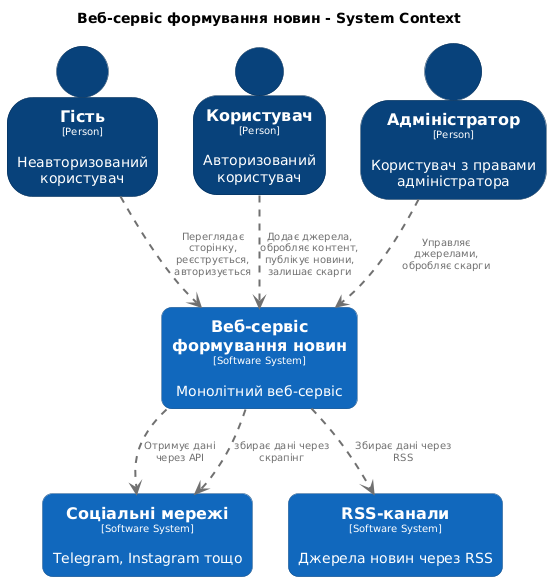 Веб-сервіс формування новин - System Context
Гість
[Person]
Неавторизований
користувач
Користувач
[Person]
Авторизований
користувач
Адміністратор
[Person]
Користувач з правами
адміністратора
Переглядає
сторінку,
реєструється,
авторизується
Додає джерела,
обробляє контент,
публікує новини,
залишає скарги
Управляє
джерелами,
обробляє скарги
Веб-сервіс
формування новин
[Software System]
Монолітний веб-сервіс
Отримує дані
через API
збирає дані через
скрапінг
Збирає дані через
RSS
Соціальні мережі
[Software System]
Telegram, Instagram тощо
RSS-канали
[Software System]
Джерела новин через RSS